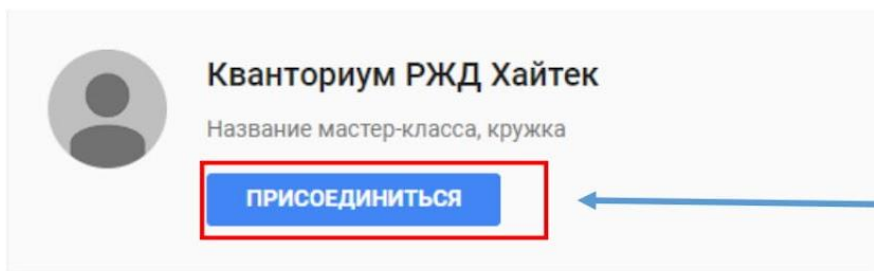 Кванториум РЖД Хайтек
Название мастер-класса, кружка
ПРИСОЕДИНИТЬСЯ